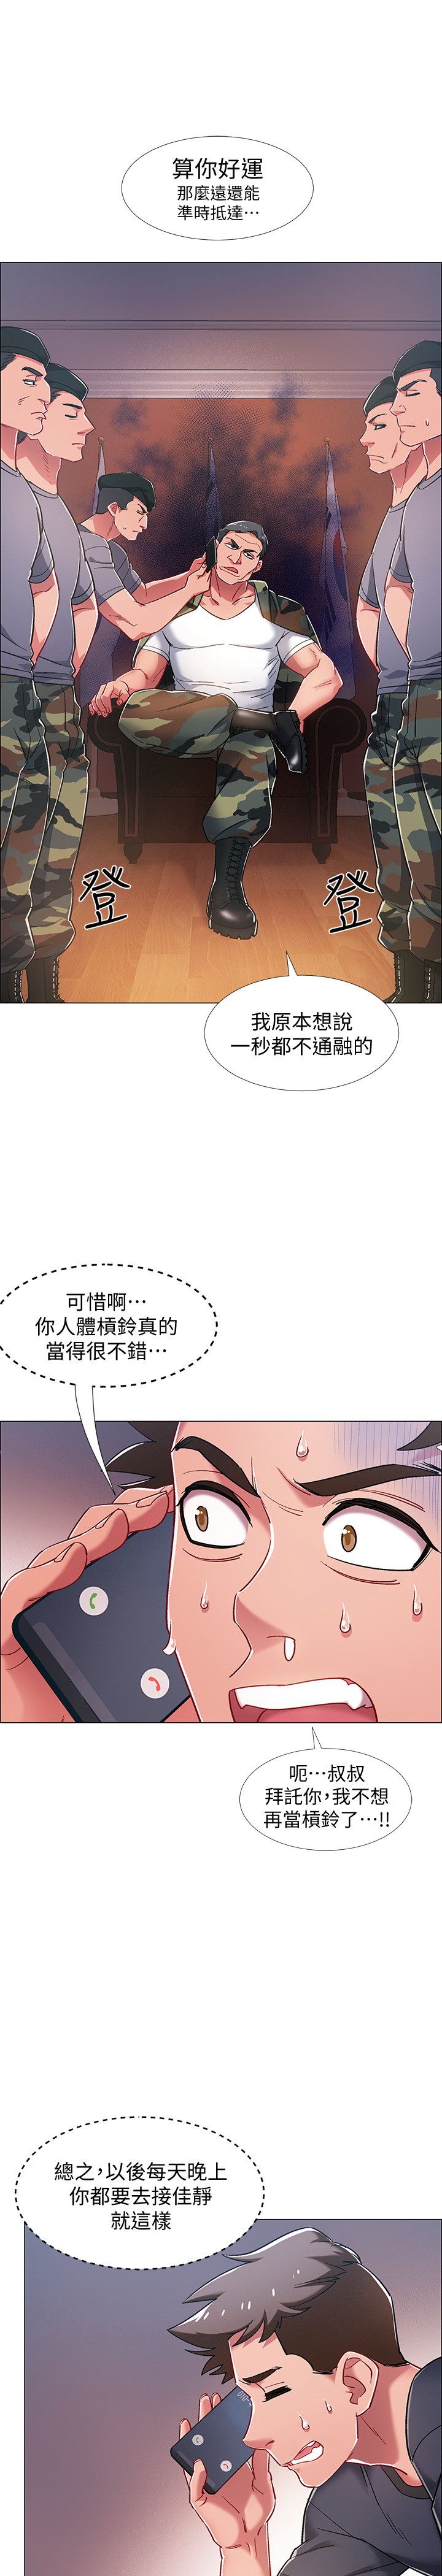 算你好運
那麼遠還能
準時抵達⋯
登
登
我原本想說
一秒都不通融的
可惜啊⋯
你人體槓鈴真的
當得很不錯⋯
呃⋯叔叔
拜託你，我不想
再當槓鈴了⋯!!
總之，以後每天晚上
你都要去接佳靜
就這樣